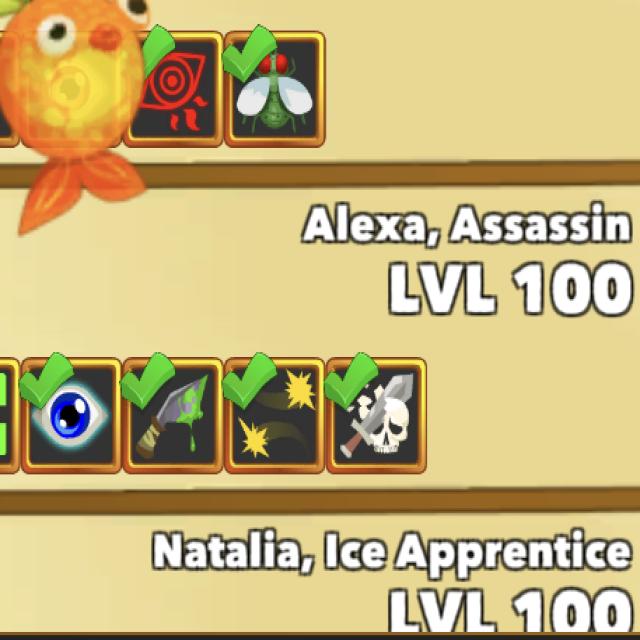 Alexa, Assassin
LVL 100
Natalia, Ice Apprentice
LVL 100